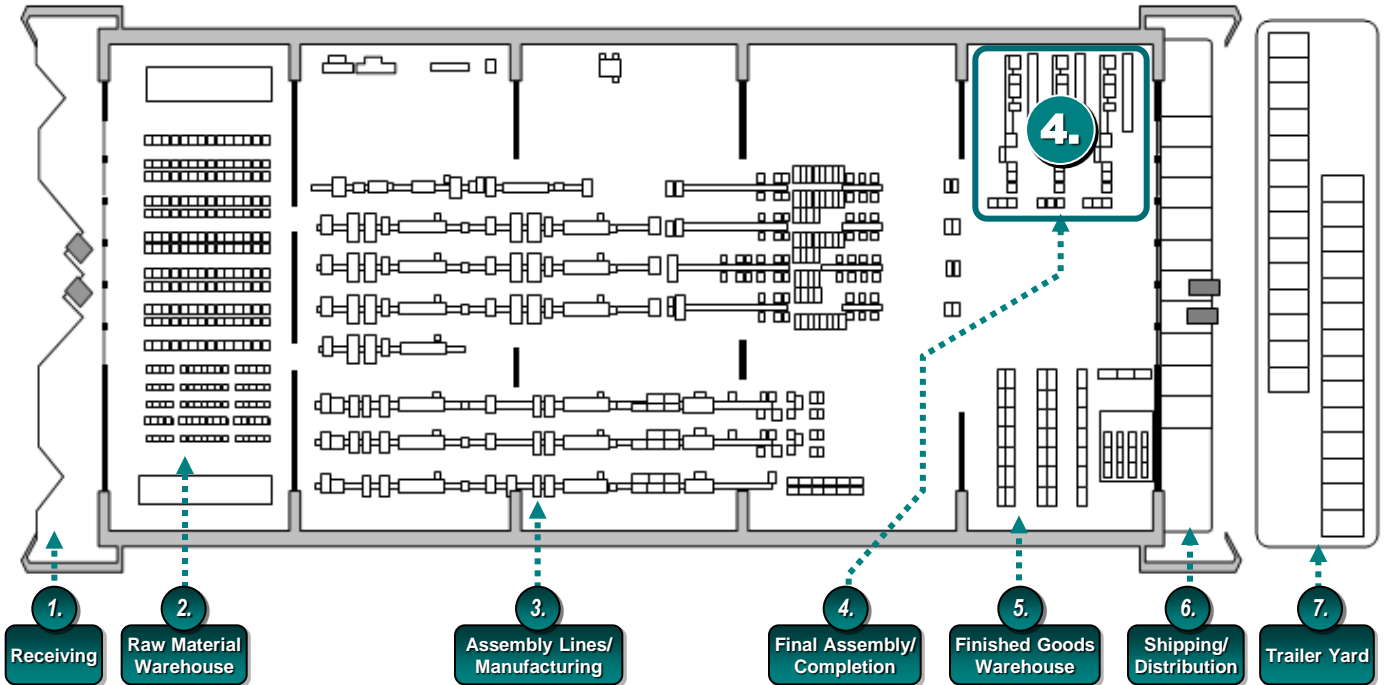 4.
1.
Receiving
2.
Raw Material
Warehouse
3.
Assembly Lines/
Manufacturing
4.
Final Assembly/
Completion
5.
Finished Goods
Warehouse
6.
Shipping/
Distribution
7.
Trailer Yard